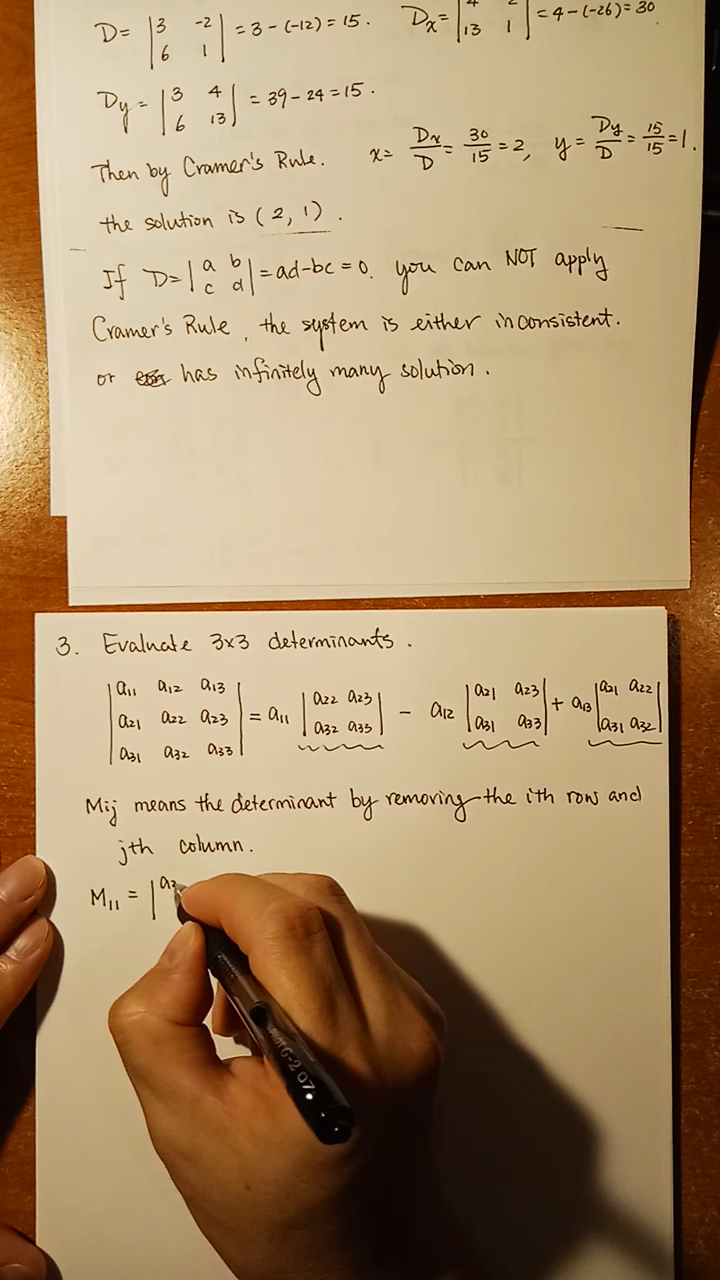 D = | 3 -2 | = 3 - (-12) = 15. Dx = | 4 2 | = 4 - (-26) = 30
6 1 13 1
Dy = | 3 4 | = 39 - 24 = 15.
6 13
Then by Cramer's Rule. x = Dx/D = 30/15 = 2, y = Dy/D = 15/15 = 1.
the solution is (2, 1).
If D = | a b | = ad - bc = 0. you can NOT apply
c d
Cramer's Rule, the system is either inconsistent.
or has infinitely many solution.
3. Evaluate 3x3 determinants.
| a11 a12 a13 | | a22 a23 | | a21 a23 | | a21 a22 |
| a21 a22 a23 | = a11 | a32 a33 | - a12 | a31 a33 | + a13 | a31 a32 |
| a31 a32 a33 |
Mij means the determinant by removing the ith row and
jth column.
M11 = | a2
G-2 07